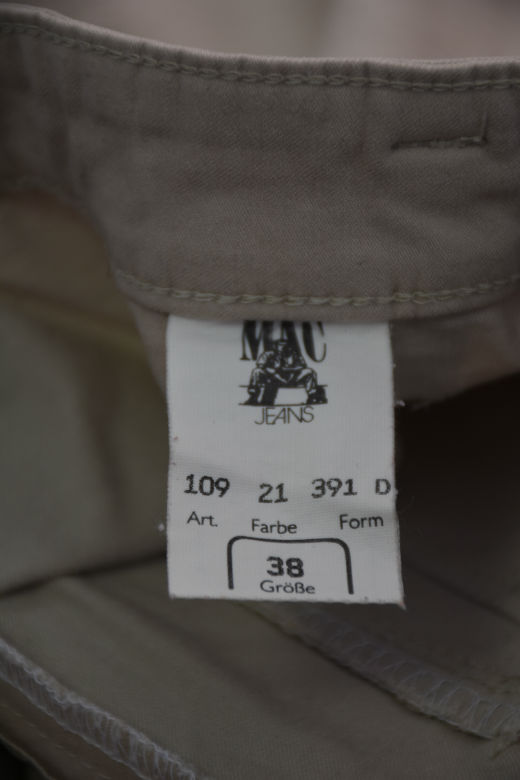 MAC
JEANS
109 21 391 D
Art. Farbe Form
38
Größe